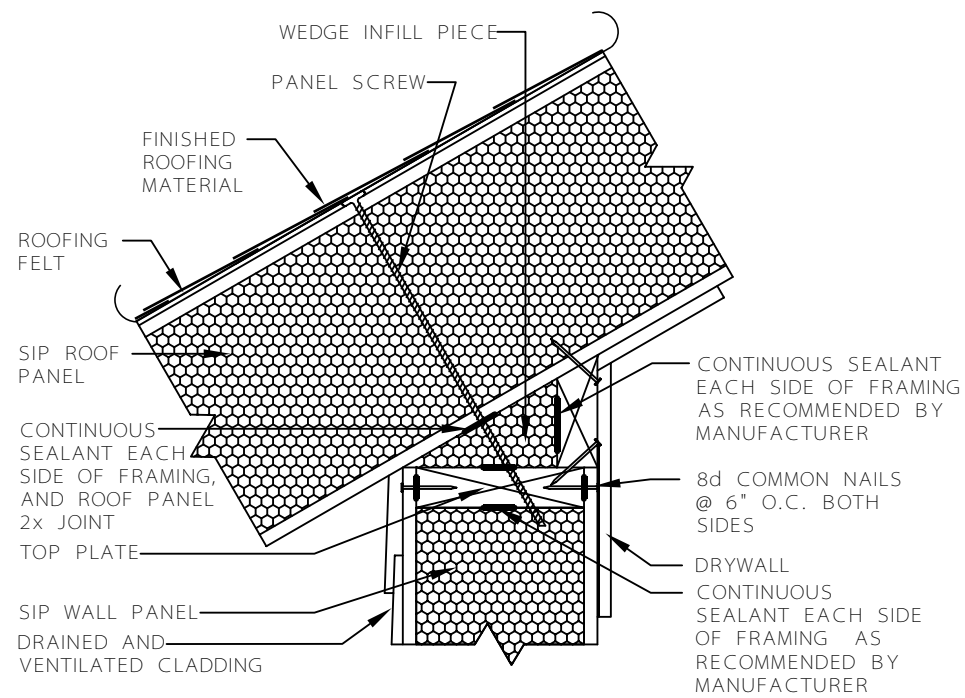 WEDGE INFILL PIECE
PANEL SCREW
FINISHED
ROOFING
MATERIAL
ROOFING
FELT
SIP ROOF
PANEL
CONTINUOUS
SEALANT EACH
SIDE OF FRAMING,
AND ROOF PANEL
2x JOINT
TOP PLATE
SIP WALL PANEL
DRAINED AND
VENTILATED CLADDING
CONTINUOUS SEALANT
EACH SIDE OF FRAMING
AS RECOMMENDED BY
MANUFACTURER
8d COMMON NAILS
@ 6" O.C. BOTH
SIDES
DRYWALL
CONTINUOUS
SEALANT EACH SIDE
OF FRAMING AS
RECOMMENDED BY
MANUFACTURER